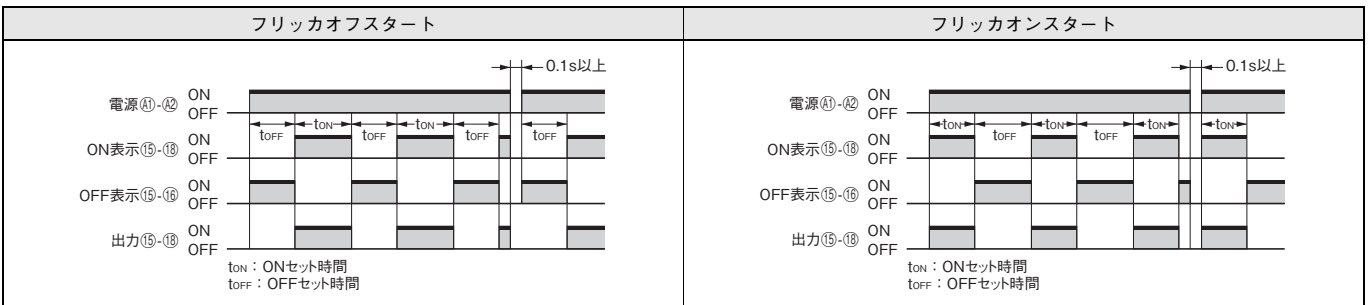 フリッカオフスタート
0.1s以上
電源Ⓐ1-Ⓐ2 ON
OFF
tOFF tON tOFF tON tOFF tOFF
ON表示⑮-⑱ ON
OFF
OFF表示⑮-⑯ ON
OFF
出力⑮-⑱ ON
OFF
tON：ONセット時間
tOFF：OFFセット時間
フリッカオンスタート
0.1s以上
電源Ⓐ1-Ⓐ2 ON
OFF
tON tOFF tON tOFF tON tON
ON表示⑮-⑱ ON
OFF
OFF表示⑮-⑯ ON
OFF
出力⑮-⑱ ON
OFF
tON：ONセット時間
tOFF：OFFセット時間